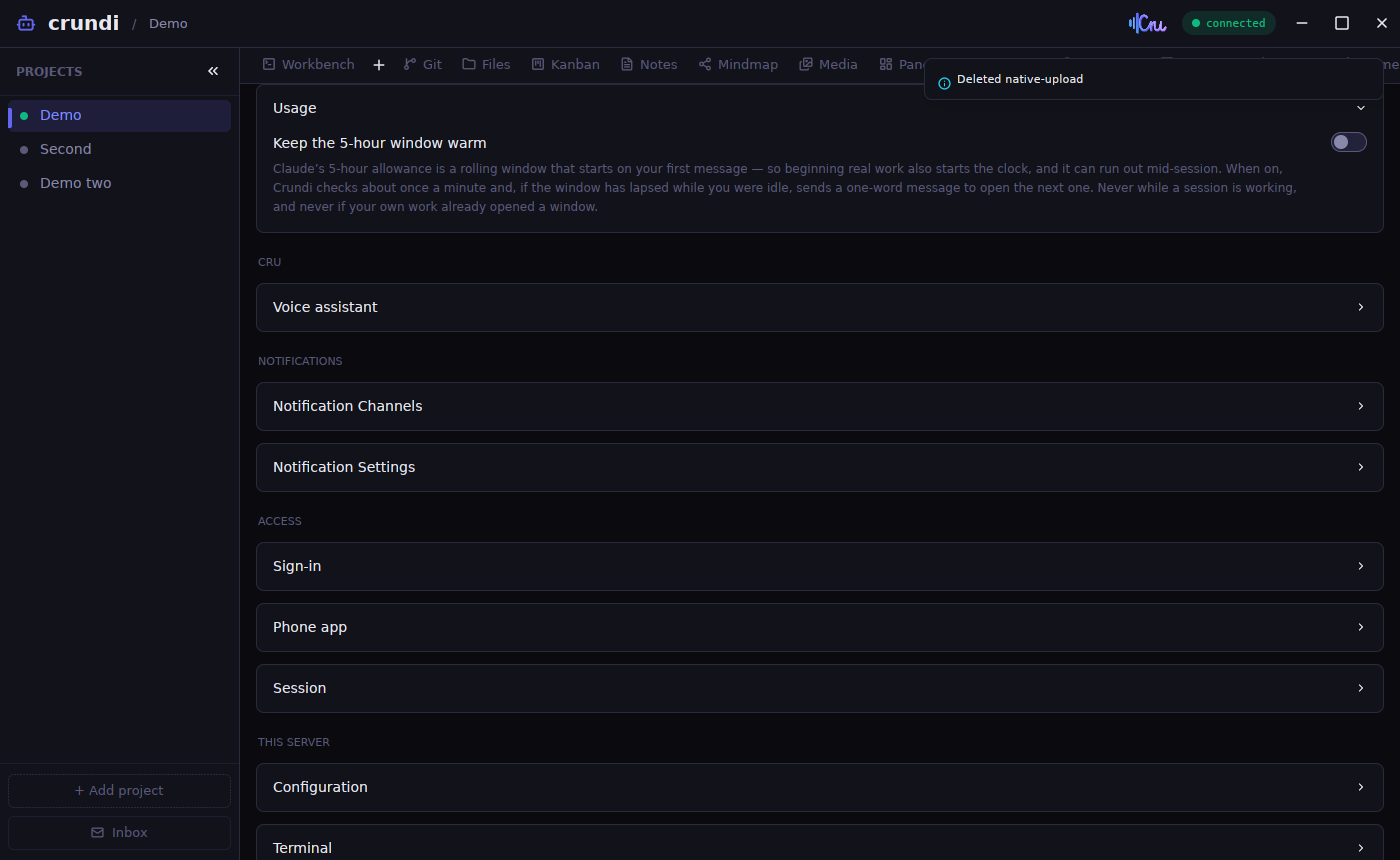 crundi / Demo
Cru
connected
PROJECTS
Demo
Second
Demo two
+ Add project
Inbox
Workbench
Git
Files
Kanban
Notes
Mindmap
Media
Deleted native-upload
Usage
Keep the 5-hour window warm
Claude’s 5-hour allowance is a rolling window that starts on your first message — so beginning real work also starts the clock, and it can run out mid-session. When on,
Crundi checks about once a minute and, if the window has lapsed while you were idle, sends a one-word message to open the next one. Never while a session is working,
and never if your own work already opened a window.
CRU
Voice assistant
NOTIFICATIONS
Notification Channels
Notification Settings
ACCESS
Sign-in
Phone app
Session
THIS SERVER
Configuration
Terminal